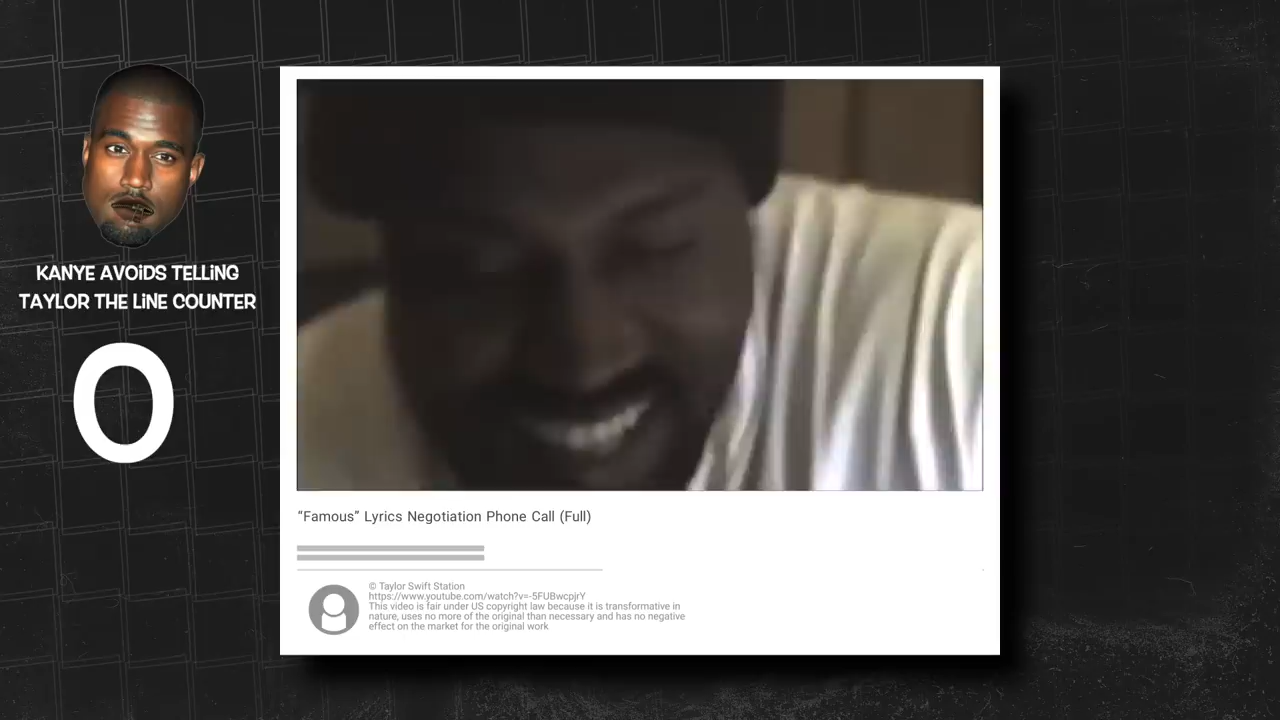 KANYE AVOIDS TELLING
TAYLOR THE LINE COUNTER
0
“Famous” Lyrics Negotiation Phone Call (Full)
© Taylor Swift Station
https://www.youtube.com/watch?v=-5FUBwcpjrY
This video is fair under US copyright law because it is transformative in
nature, uses no more of the original than necessary and has no negative
effect on the market for the original work